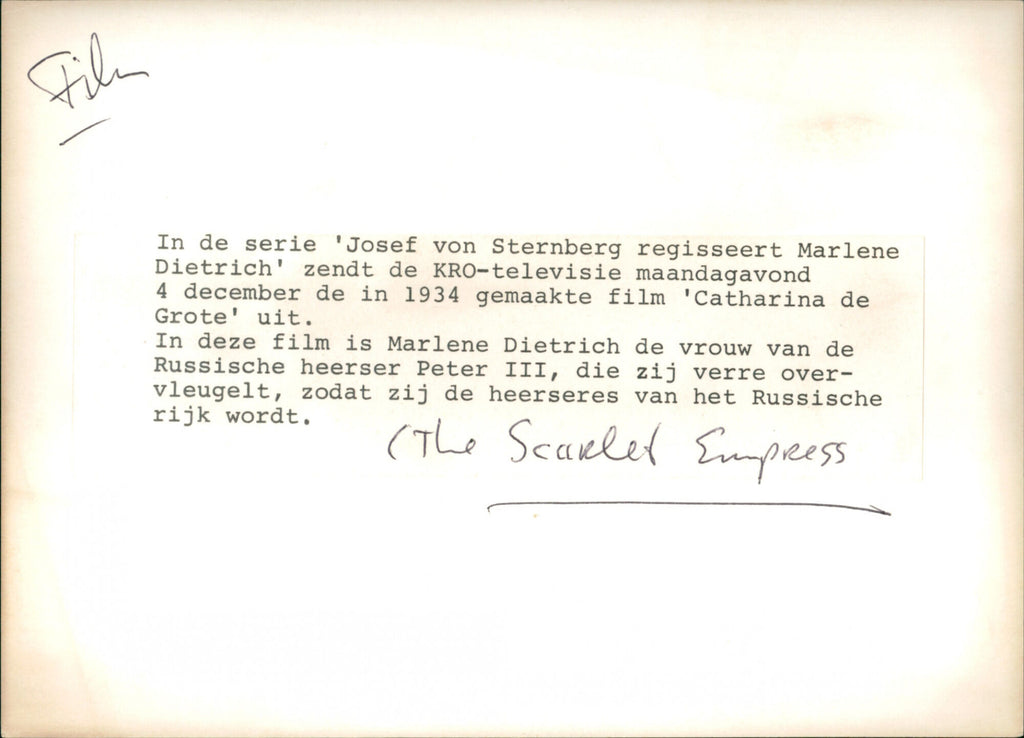 Film
In de serie 'Josef von Sternberg regisseert Marlene
Dietrich' zendt de KRO-televisie maandagavond
4 december de in 1934 gemaakte film 'Catharina de
Grote' uit.
In deze film is Marlene Dietrich de vrouw van de
Russische heerser Peter III, die zij verre over-
vleugelt, zodat zij de heerseres van het Russische
rijk wordt.
(The Scarlet Empress